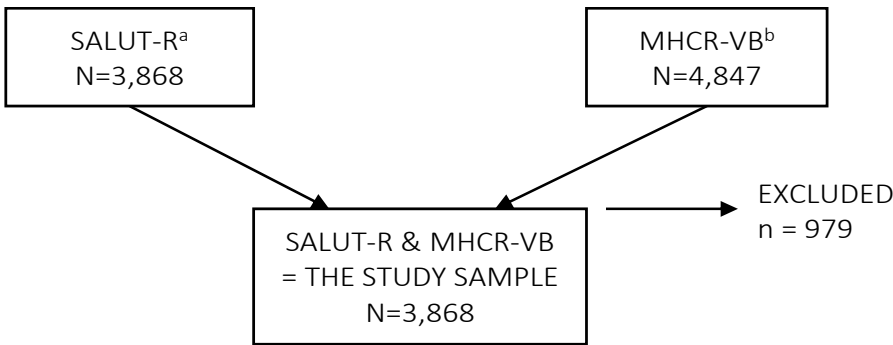 SALUT-Rᵃ
N=3,868
MHCR-VBᵇ
N=4,847
EXCLUDED
n = 979
SALUT-R & MHCR-VB
= THE STUDY SAMPLE
N=3,868